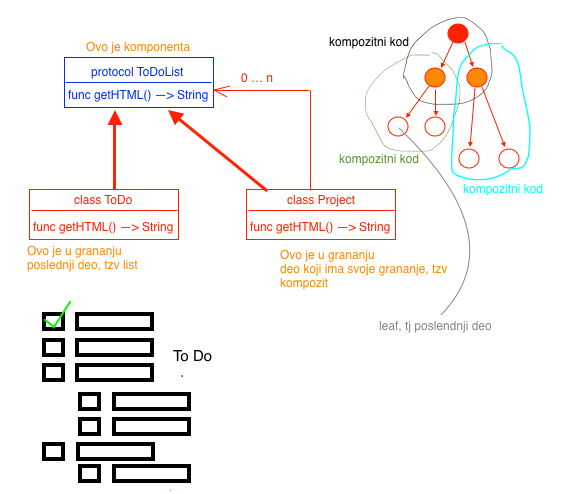 Ovo je komponenta
protocol ToDoList
func getHTML() —> String
0 ... n
kompozitni kod
kompozitni kod
kompozitni kod
class ToDo
func getHTML() —> String
Ovo je u grananju
poslednji deo, tzv list
class Project
func getHTML() —> String
Ovo je u grananju
deo koji ima svoje grananje, tzv
kompozit
leaf, tj poslendnji deo
To Do